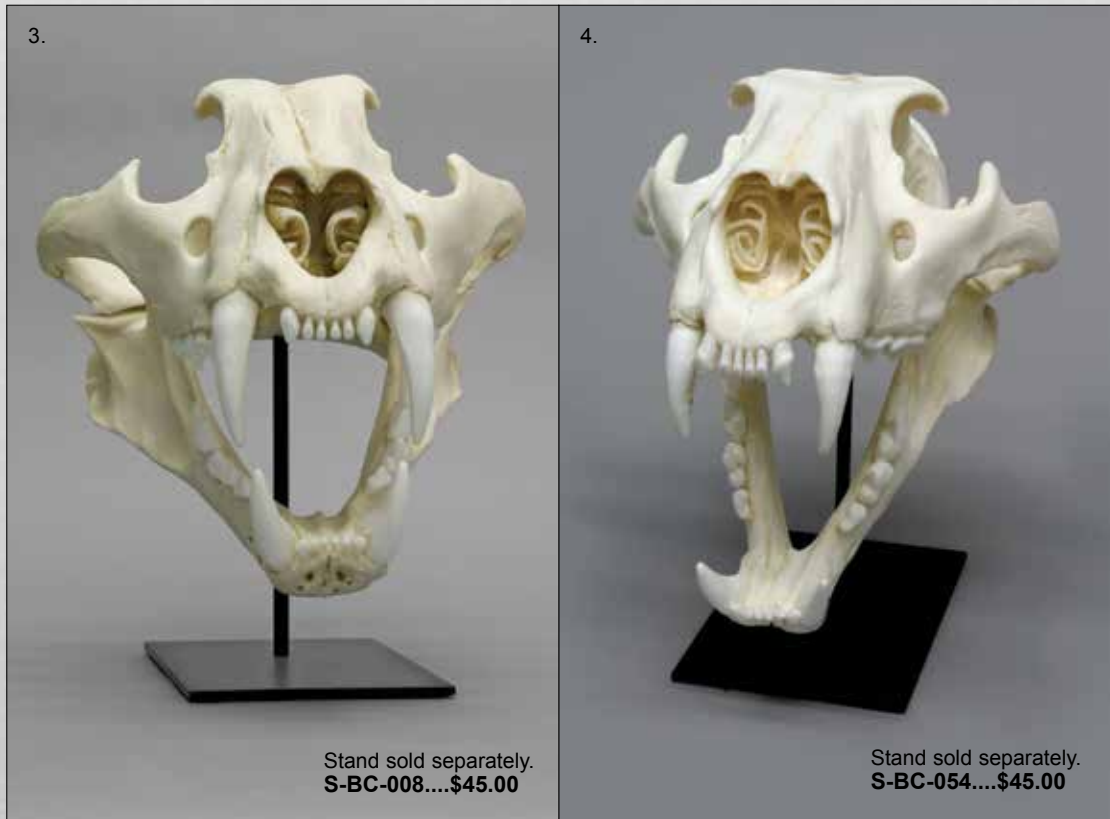 3.
Stand sold separately.
S-BC-008....$45.00
4.
Stand sold separately.
S-BC-054....$45.00